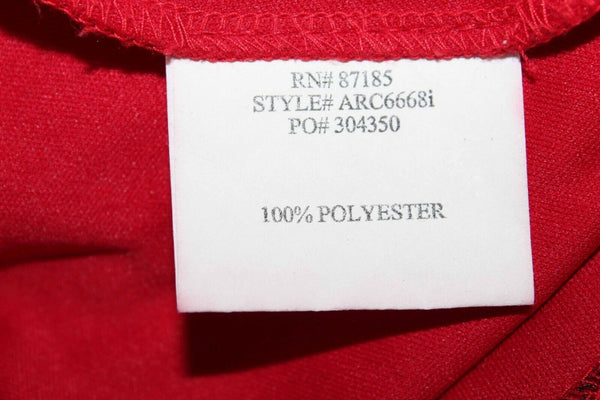 RN# 87185
STYLE# ARC6668i
PO# 304350
100% POLYESTER